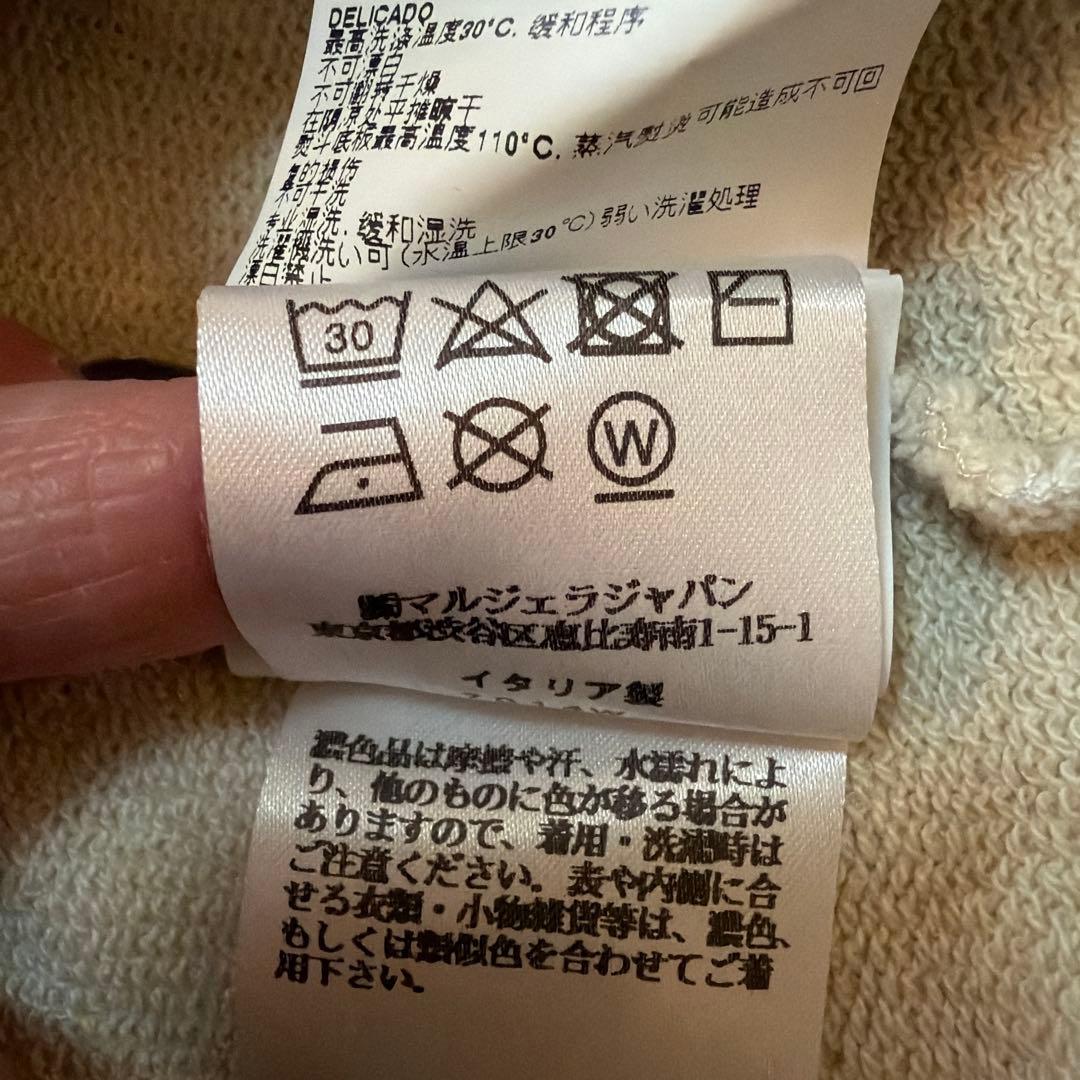 DELICADO
最高洗涤温度30°C. 缓和程序
不可漂白
不可翻转干燥
在阴凉处平摊晾干
熨斗底板最高温度110°C. 蒸汽熨烫可能造成不可回
复的损伤
不可干洗
专业湿洗. 缓和湿洗
洗濯機洗い可(水温上限30℃)弱い洗濯処理
漂白禁止
30
W
㈱マルジェラジャパン
東京都渋谷区恵比寿南1-15-1
イタリア製
濃色品は摩擦や汗、水濡れによ
り、他のものに色が移る場合が
ありますので、着用・洗濯時は
ご注意ください。表や内側に合
せる衣類・小物雑貨等は、濃色、
もしくは類似色を合わせてご着
用下さい。